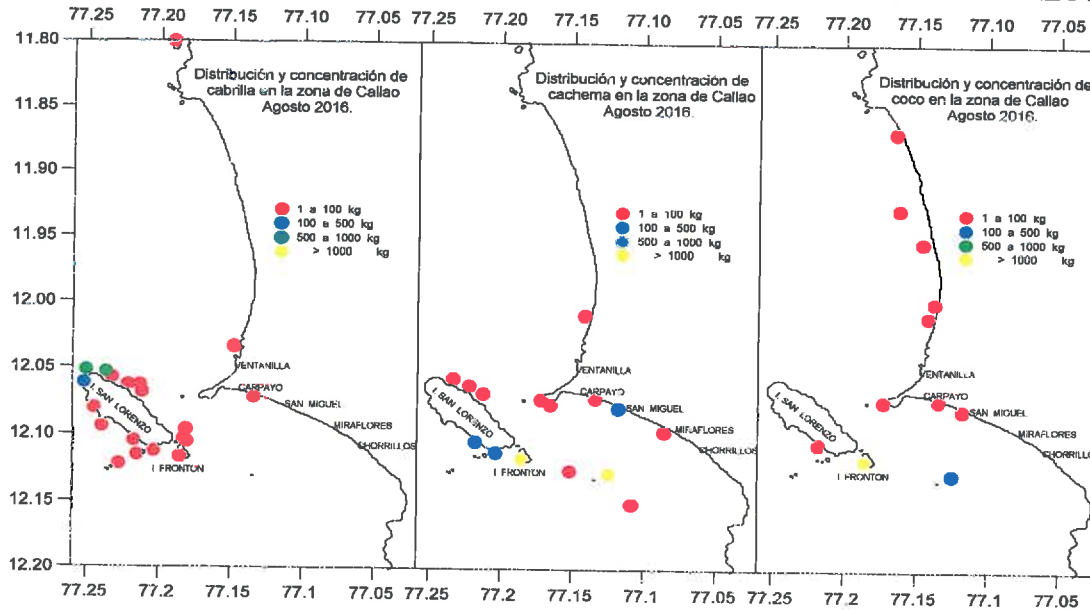 77.25 77.2 77.15 77.1 77.05 77.25 77.2 77.15 77.1 77.05 77.25 77.2 77.15 77.1 77.05
11.80
11.85
11.90
11.95
12.00
12.05
12.10
12.15
12.20
Distribución y concentración de
cabrilla en la zona de Callao
Agosto 2016.
1 a 100 kg
100 a 500 kg
500 a 1000 kg
> 1000 kg
VENTANILLA
CARPAYO
SAN MIGUEL
MIRAFLORES
CHORRILLOS
I. SAN LORENZO
I. FRONTON
Distribución y concentración de
cachema en la zona de Callao
Agosto 2016.
1 a 100 kg
100 a 500 kg
500 a 1000 kg
> 1000 kg
VENTANILLA
CARPAYO
SAN MIGUEL
MIRAFLORES
CHORRILLOS
I. SAN LORENZO
I. FRONTON
Distribución y concentración de
coco en la zona de Callao
Agosto 2016.
1 a 100 kg
100 a 500 kg
500 a 1000 kg
> 1000 kg
VENTANILLA
CARPAYO
SAN MIGUEL
MIRAFLORES
CHORRILLOS
I. SAN LORENZO
I. FRONTON
77.25 77.2 77.15 77.1 77.05 77.25 77.2 77.15 77.1 77.05 77.25 77.2 77.15 77.1 77.05